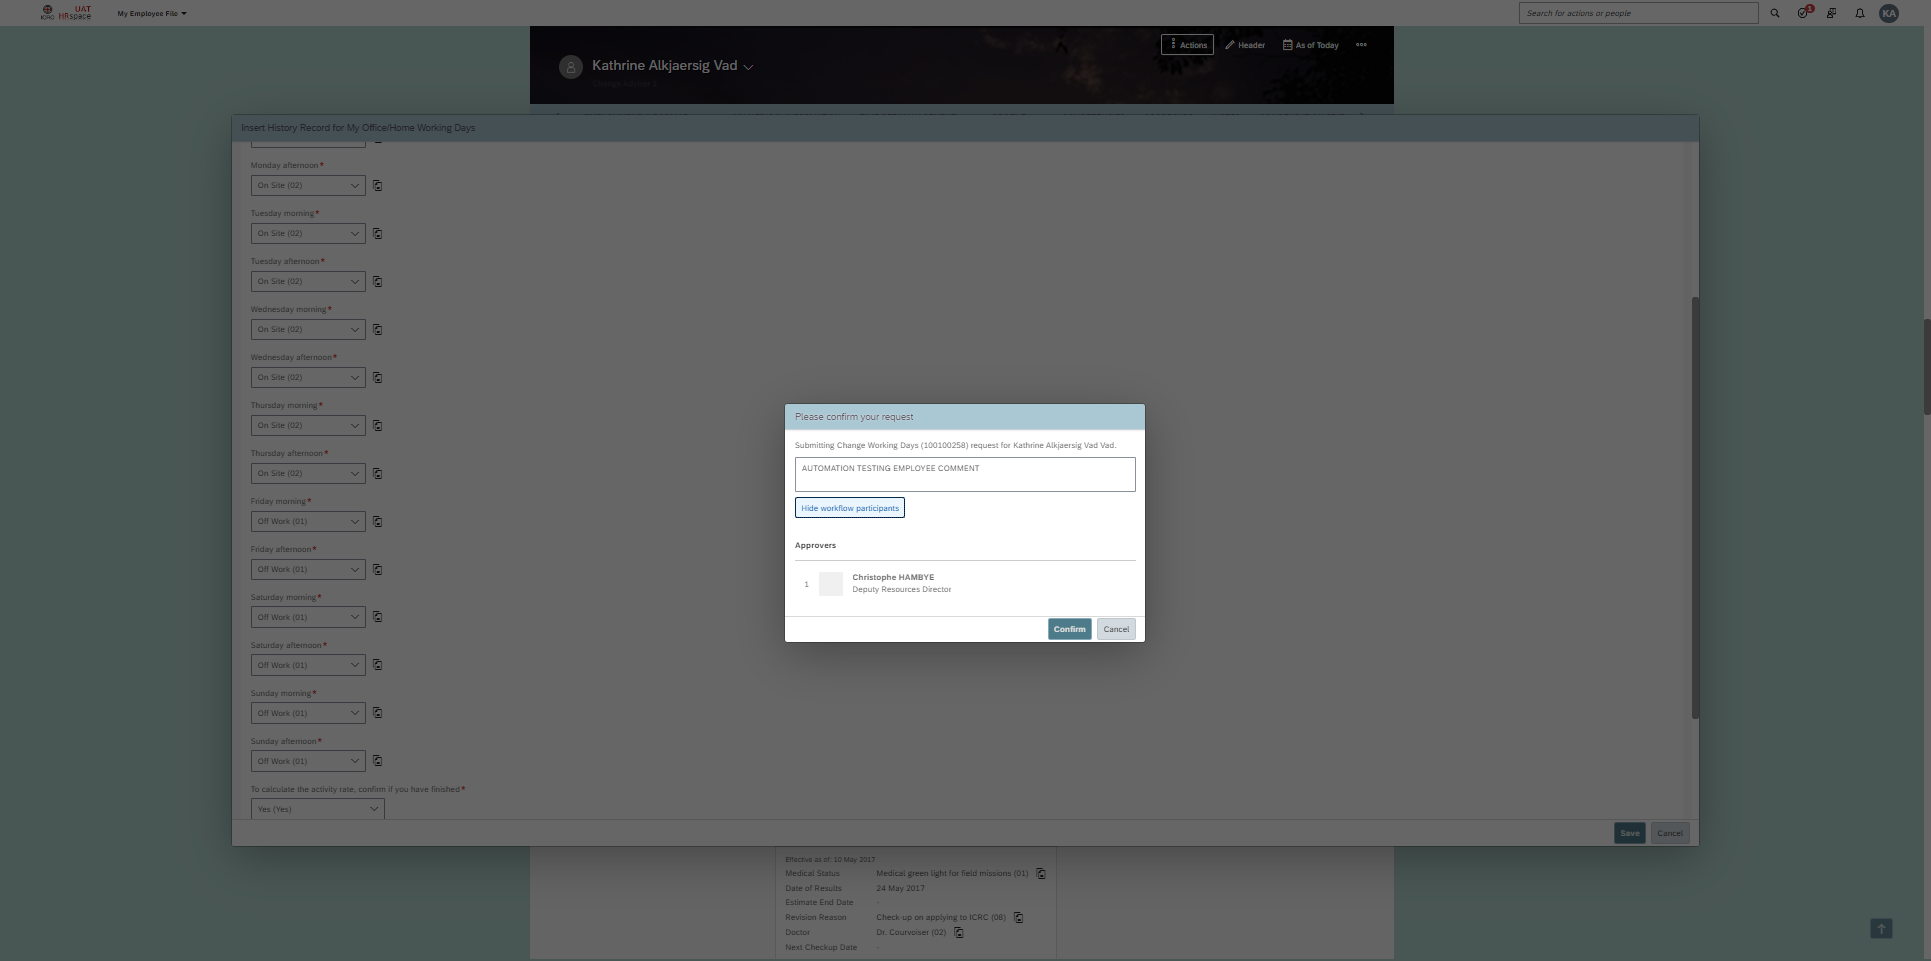 ICRC UAT HRspace
My Employee File
Search for actions or people
1
KA
Actions
Header
As of Today
Kathrine Alkjaersig Vad
Insert History Record for My Office/Home Working Days
Monday afternoon*
On Site (02)
Tuesday morning*
On Site (02)
Tuesday afternoon*
On Site (02)
Wednesday morning*
On Site (02)
Wednesday afternoon*
On Site (02)
Thursday morning*
On Site (02)
Thursday afternoon*
On Site (02)
Friday morning*
Off Work (01)
Friday afternoon*
Off Work (01)
Saturday morning*
Off Work (01)
Saturday afternoon*
Off Work (01)
Sunday morning*
Off Work (01)
Sunday afternoon*
Off Work (01)
To calculate the activity rate, confirm if you have finished*
Yes (Yes)
Please confirm your request
Submitting Change Working Days (100100258) request for Kathrine Alkjaersig Vad Vad.
AUTOMATION TESTING EMPLOYEE COMMENT
Hide workflow participants
Approvers
1
Christophe HAMBYE
Deputy Resources Director
Confirm
Cancel
Save
Cancel
Effective as of: 10 May 2017
Medical Status Medical green light for field missions (01)
Date of Results 24 May 2017
Estimate End Date -
Revision Reason Check-up on applying to ICRC (08)
Doctor Dr. Courvoiser (02)
Next Checkup Date -